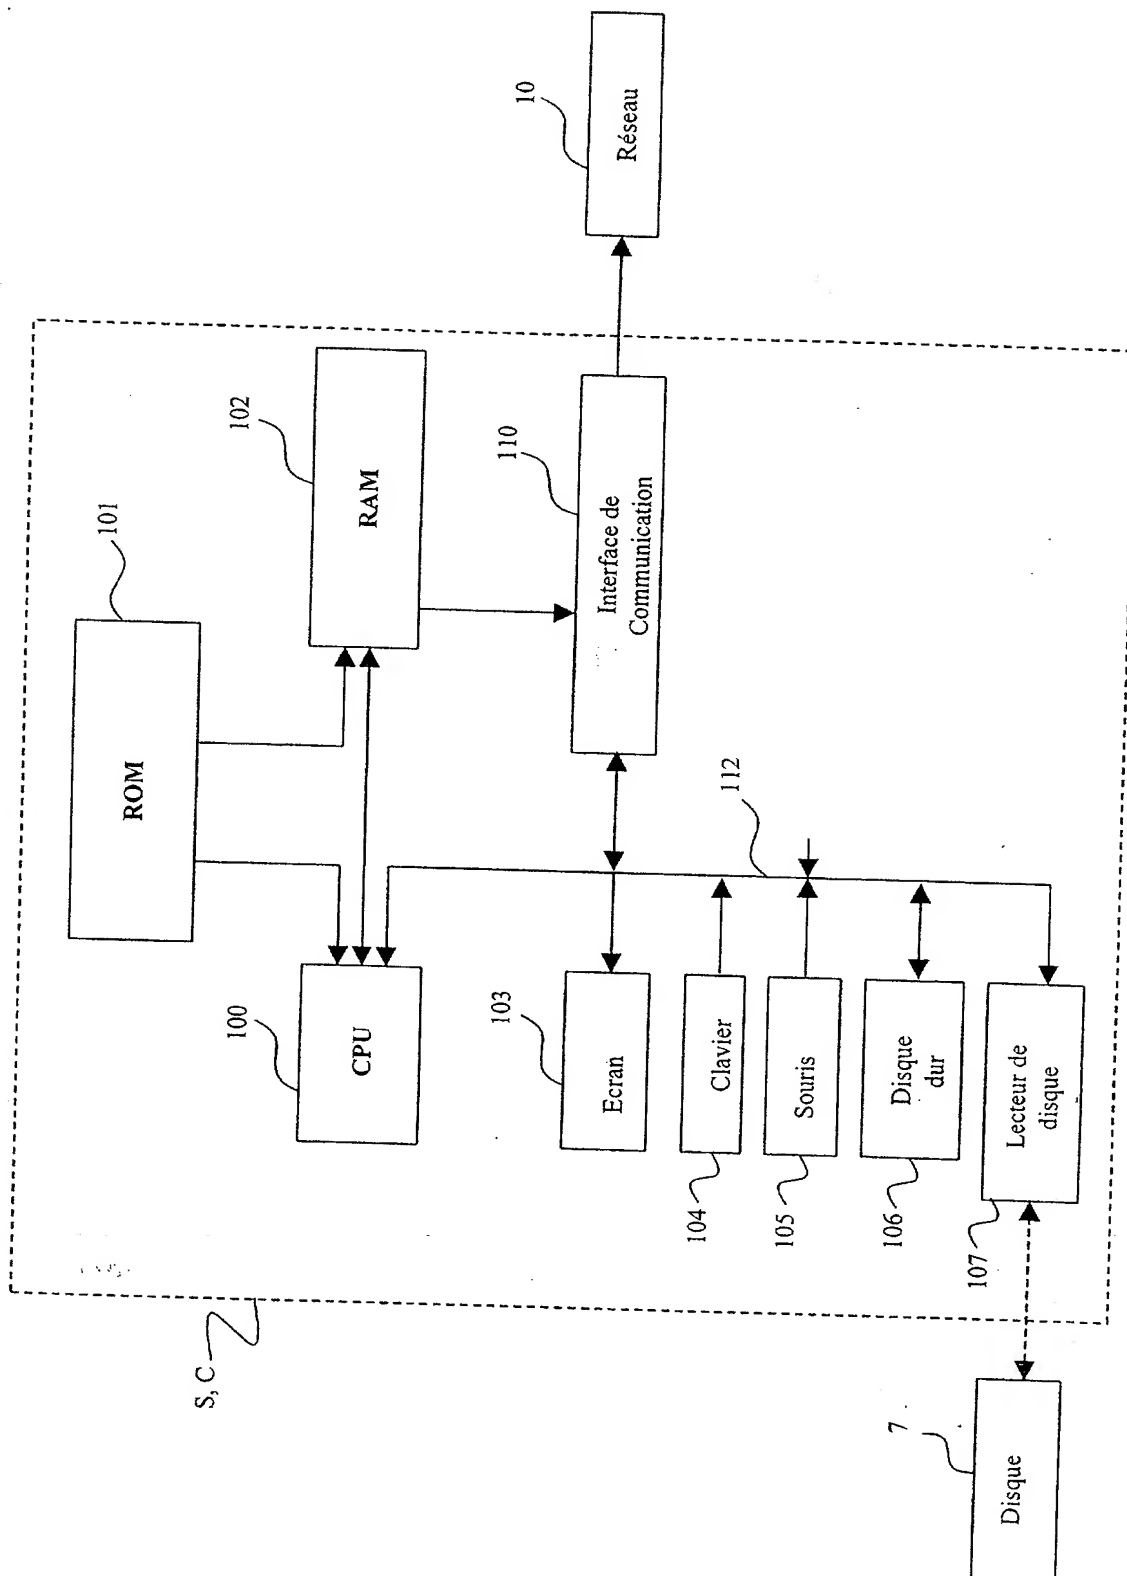 S, C
ROM
101
RAM
102
CPU
100
Réseau
10
Interface de
Communication
110
112
Ecran
103
Clavier
104
Souris
105
Disque
dur
106
Lecteur de
disque
107
Disque
7